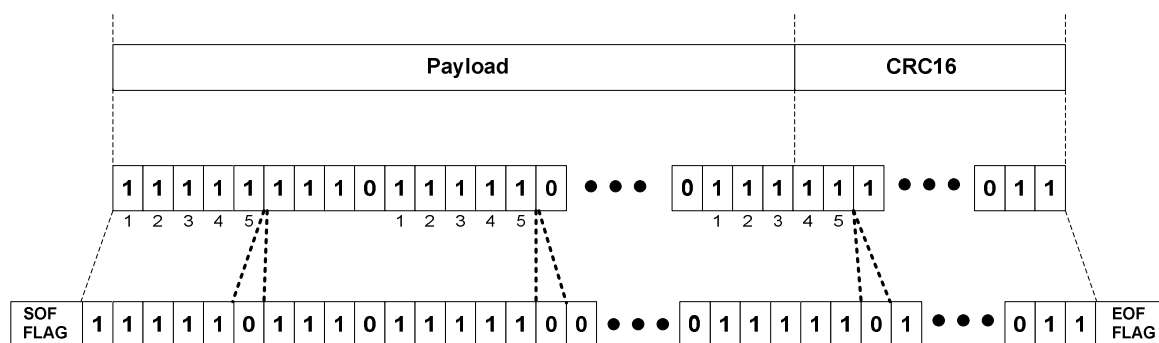 Payload CRC16
1 1 1 1 1 1 1 1 0 1 1 1 1 1 0 ● ● ● 0 1 1 1 1 1 1 ● ● ● 0 1 1
1 2 3 4 5 1 2 3 4 5 1 2 3 4 5
SOF FLAG 1 1 1 1 1 0 1 1 1 0 1 1 1 1 1 0 0 ● ● ● 0 1 1 1 1 1 0 1 ● ● ● 0 1 1 EOF FLAG